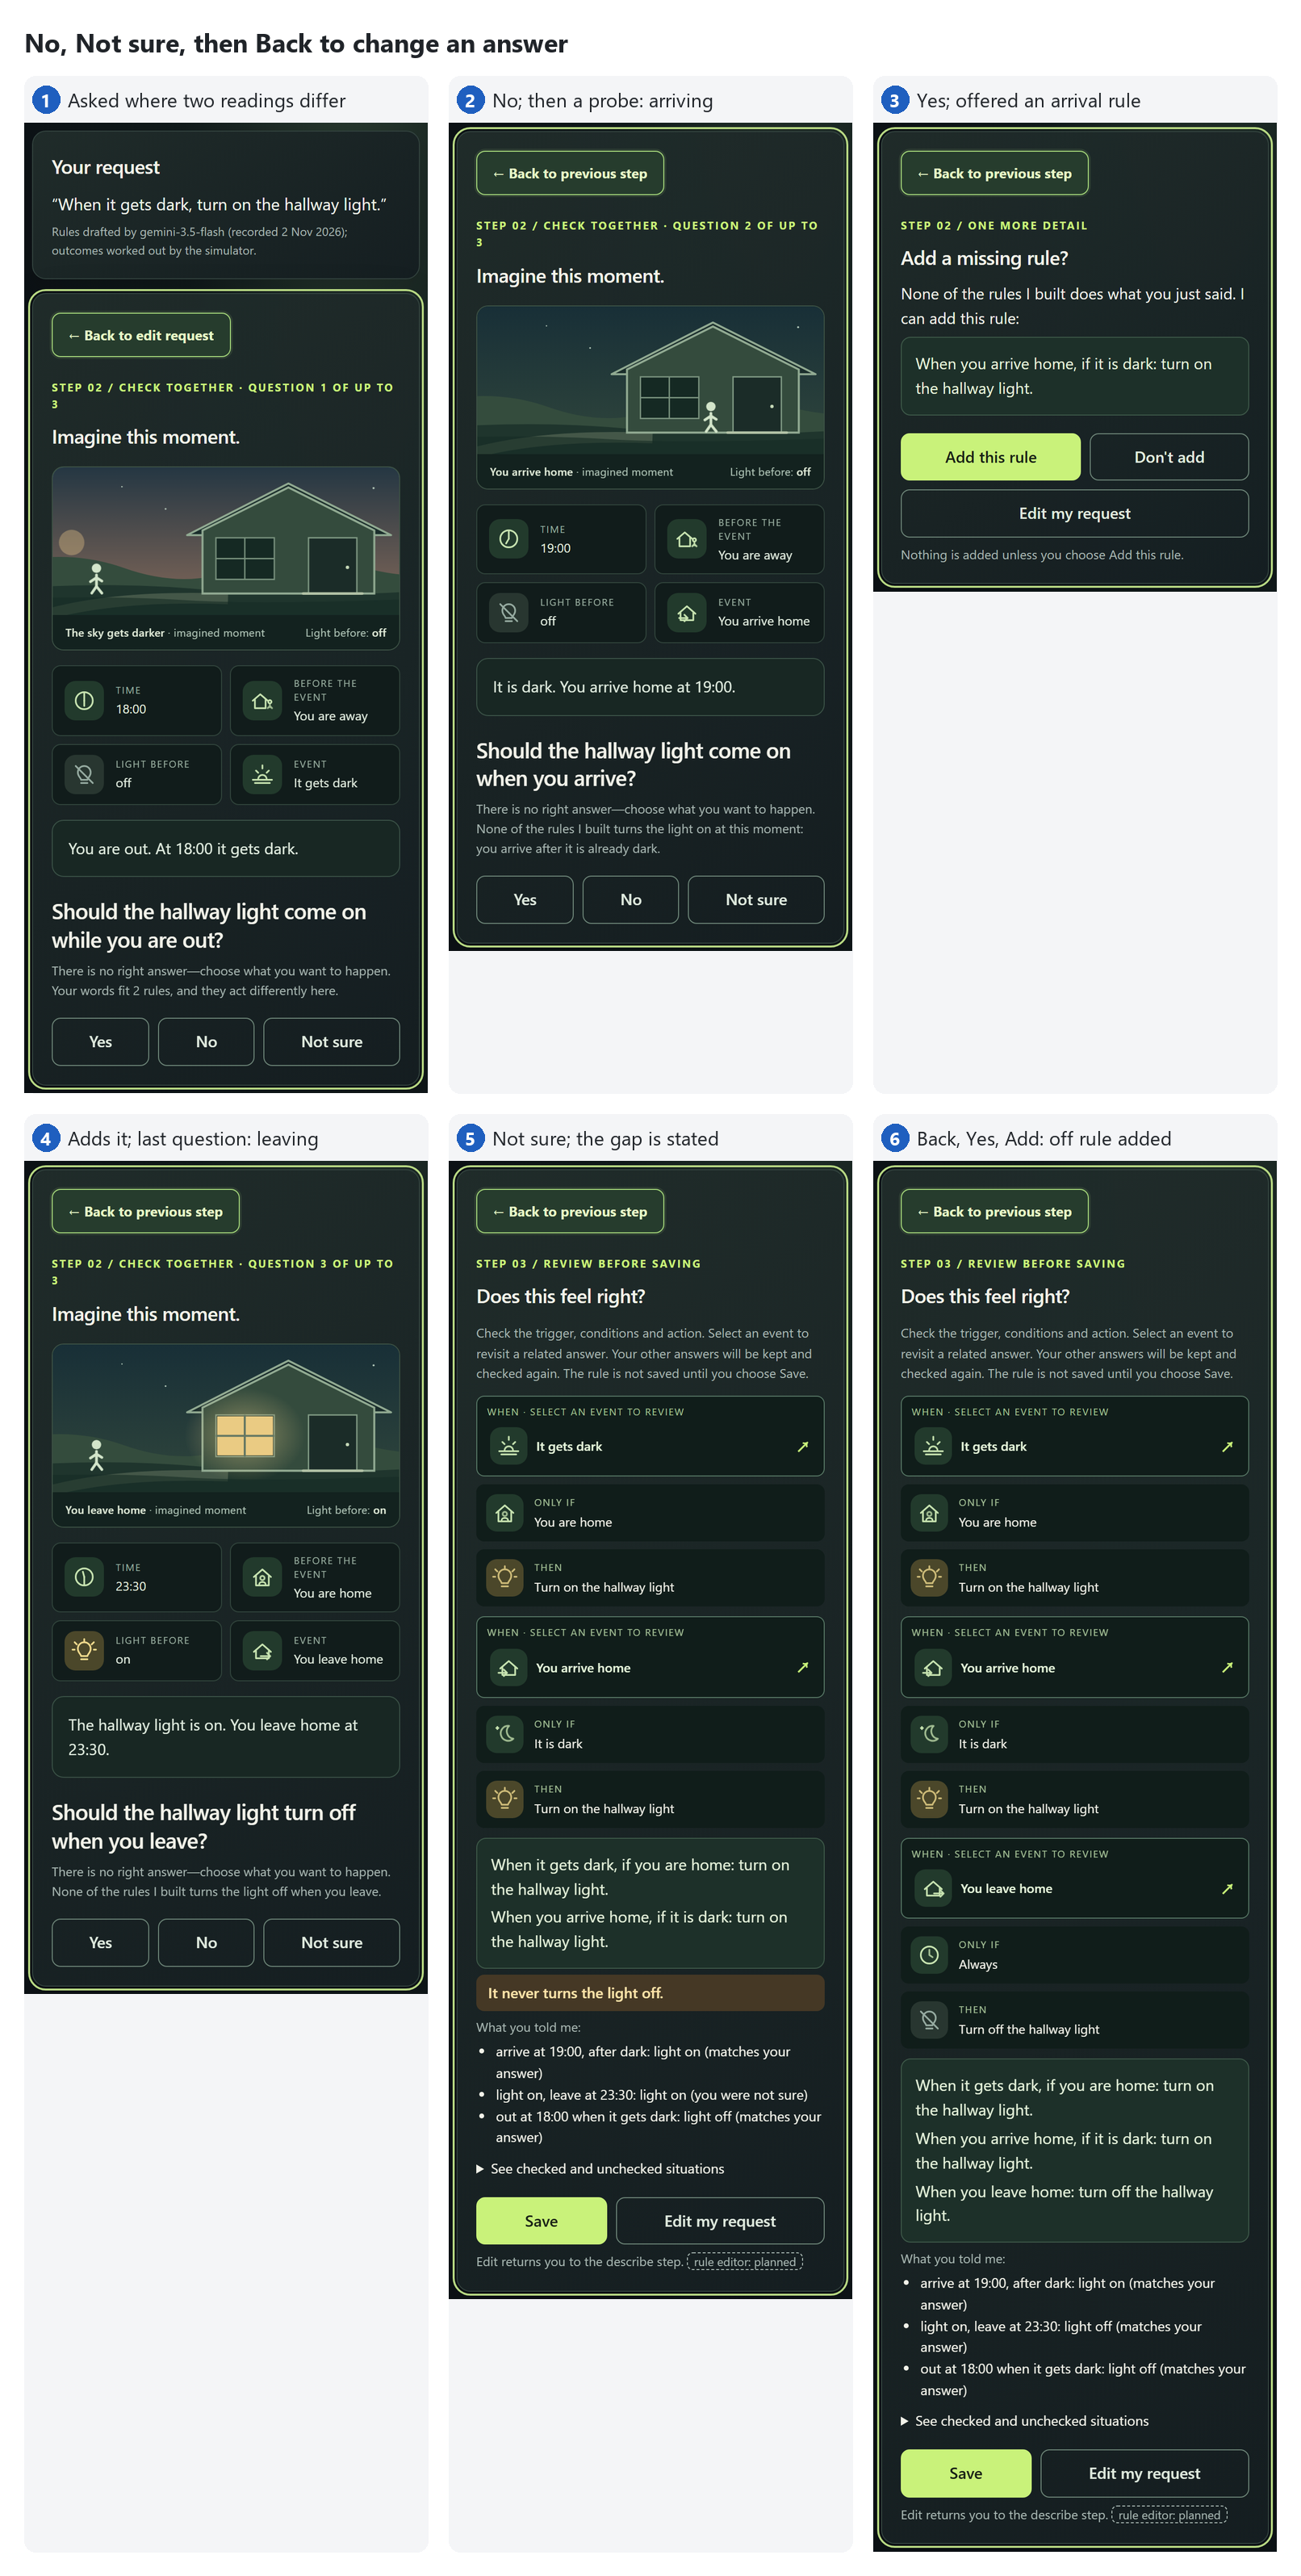 No, Not sure, then Back to change an answer
1 Asked where two readings differ
Your request
“When it gets dark, turn on the hallway light.”
Rules drafted by gemini-3.5-flash (recorded 2 Nov 2026);
outcomes worked out by the simulator.
← Back to edit request
STEP 02 / CHECK TOGETHER · QUESTION 1 OF UP TO
3
Imagine this moment.
The sky gets darker · imagined moment Light before: off
TIME
18:00
BEFORE THE
EVENT
You are away
LIGHT BEFORE
off
EVENT
It gets dark
You are out. At 18:00 it gets dark.
Should the hallway light come on
while you are out?
There is no right answer—choose what you want to happen.
Your words fit 2 rules, and they act differently here.
Yes No Not sure
2 No; then a probe: arriving
← Back to previous step
STEP 02 / CHECK TOGETHER · QUESTION 2 OF UP TO
3
Imagine this moment.
You arrive home · imagined moment Light before: off
TIME
19:00
BEFORE THE
EVENT
You are away
LIGHT BEFORE
off
EVENT
You arrive home
It is dark. You arrive home at 19:00.
Should the hallway light come on
when you arrive?
There is no right answer—choose what you want to happen.
None of the rules I built turns the light on at this moment:
you arrive after it is already dark.
Yes No Not sure
3 Yes; offered an arrival rule
← Back to previous step
STEP 02 / ONE MORE DETAIL
Add a missing rule?
None of the rules I built does what you just said. I
can add this rule:
When you arrive home, if it is dark: turn on
the hallway light.
Add this rule Don't add
Edit my request
Nothing is added unless you choose Add this rule.
4 Adds it; last question: leaving
← Back to previous step
STEP 02 / CHECK TOGETHER · QUESTION 3 OF UP TO
3
Imagine this moment.
You leave home · imagined moment Light before: on
TIME
23:30
BEFORE THE
EVENT
You are home
LIGHT BEFORE
on
EVENT
You leave home
The hallway light is on. You leave home at
23:30.
Should the hallway light turn off
when you leave?
There is no right answer—choose what you want to happen.
None of the rules I built turns the light off when you leave.
Yes No Not sure
5 Not sure; the gap is stated
← Back to previous step
STEP 03 / REVIEW BEFORE SAVING
Does this feel right?
Check the trigger, conditions and action. Select an event to
revisit a related answer. Your other answers will be kept and
checked again. The rule is not saved until you choose Save.
WHEN · SELECT AN EVENT TO REVIEW
It gets dark ↗
ONLY IF
You are home
THEN
Turn on the hallway light
WHEN · SELECT AN EVENT TO REVIEW
You arrive home ↗
ONLY IF
It is dark
THEN
Turn on the hallway light
When it gets dark, if you are home: turn on
the hallway light.
When you arrive home, if it is dark: turn on
the hallway light.
It never turns the light off.
What you told me:
• arrive at 19:00, after dark: light on (matches your
answer)
• light on, leave at 23:30: light on (you were not sure)
• out at 18:00 when it gets dark: light off (matches your
answer)
▶ See checked and unchecked situations
Save Edit my request
Edit returns you to the describe step. rule editor: planned
6 Back, Yes, Add: off rule added
← Back to previous step
STEP 03 / REVIEW BEFORE SAVING
Does this feel right?
Check the trigger, conditions and action. Select an event to
revisit a related answer. Your other answers will be kept and
checked again. The rule is not saved until you choose Save.
WHEN · SELECT AN EVENT TO REVIEW
It gets dark ↗
ONLY IF
You are home
THEN
Turn on the hallway light
WHEN · SELECT AN EVENT TO REVIEW
You arrive home ↗
ONLY IF
It is dark
THEN
Turn on the hallway light
WHEN · SELECT AN EVENT TO REVIEW
You leave home ↗
ONLY IF
Always
THEN
Turn off the hallway light
When it gets dark, if you are home: turn on
the hallway light.
When you arrive home, if it is dark: turn on
the hallway light.
When you leave home: turn off the hallway
light.
What you told me:
• arrive at 19:00, after dark: light on (matches your
answer)
• light on, leave at 23:30: light off (matches your
answer)
• out at 18:00 when it gets dark: light off (matches your
answer)
▶ See checked and unchecked situations
Save Edit my request
Edit returns you to the describe step. rule editor: planned